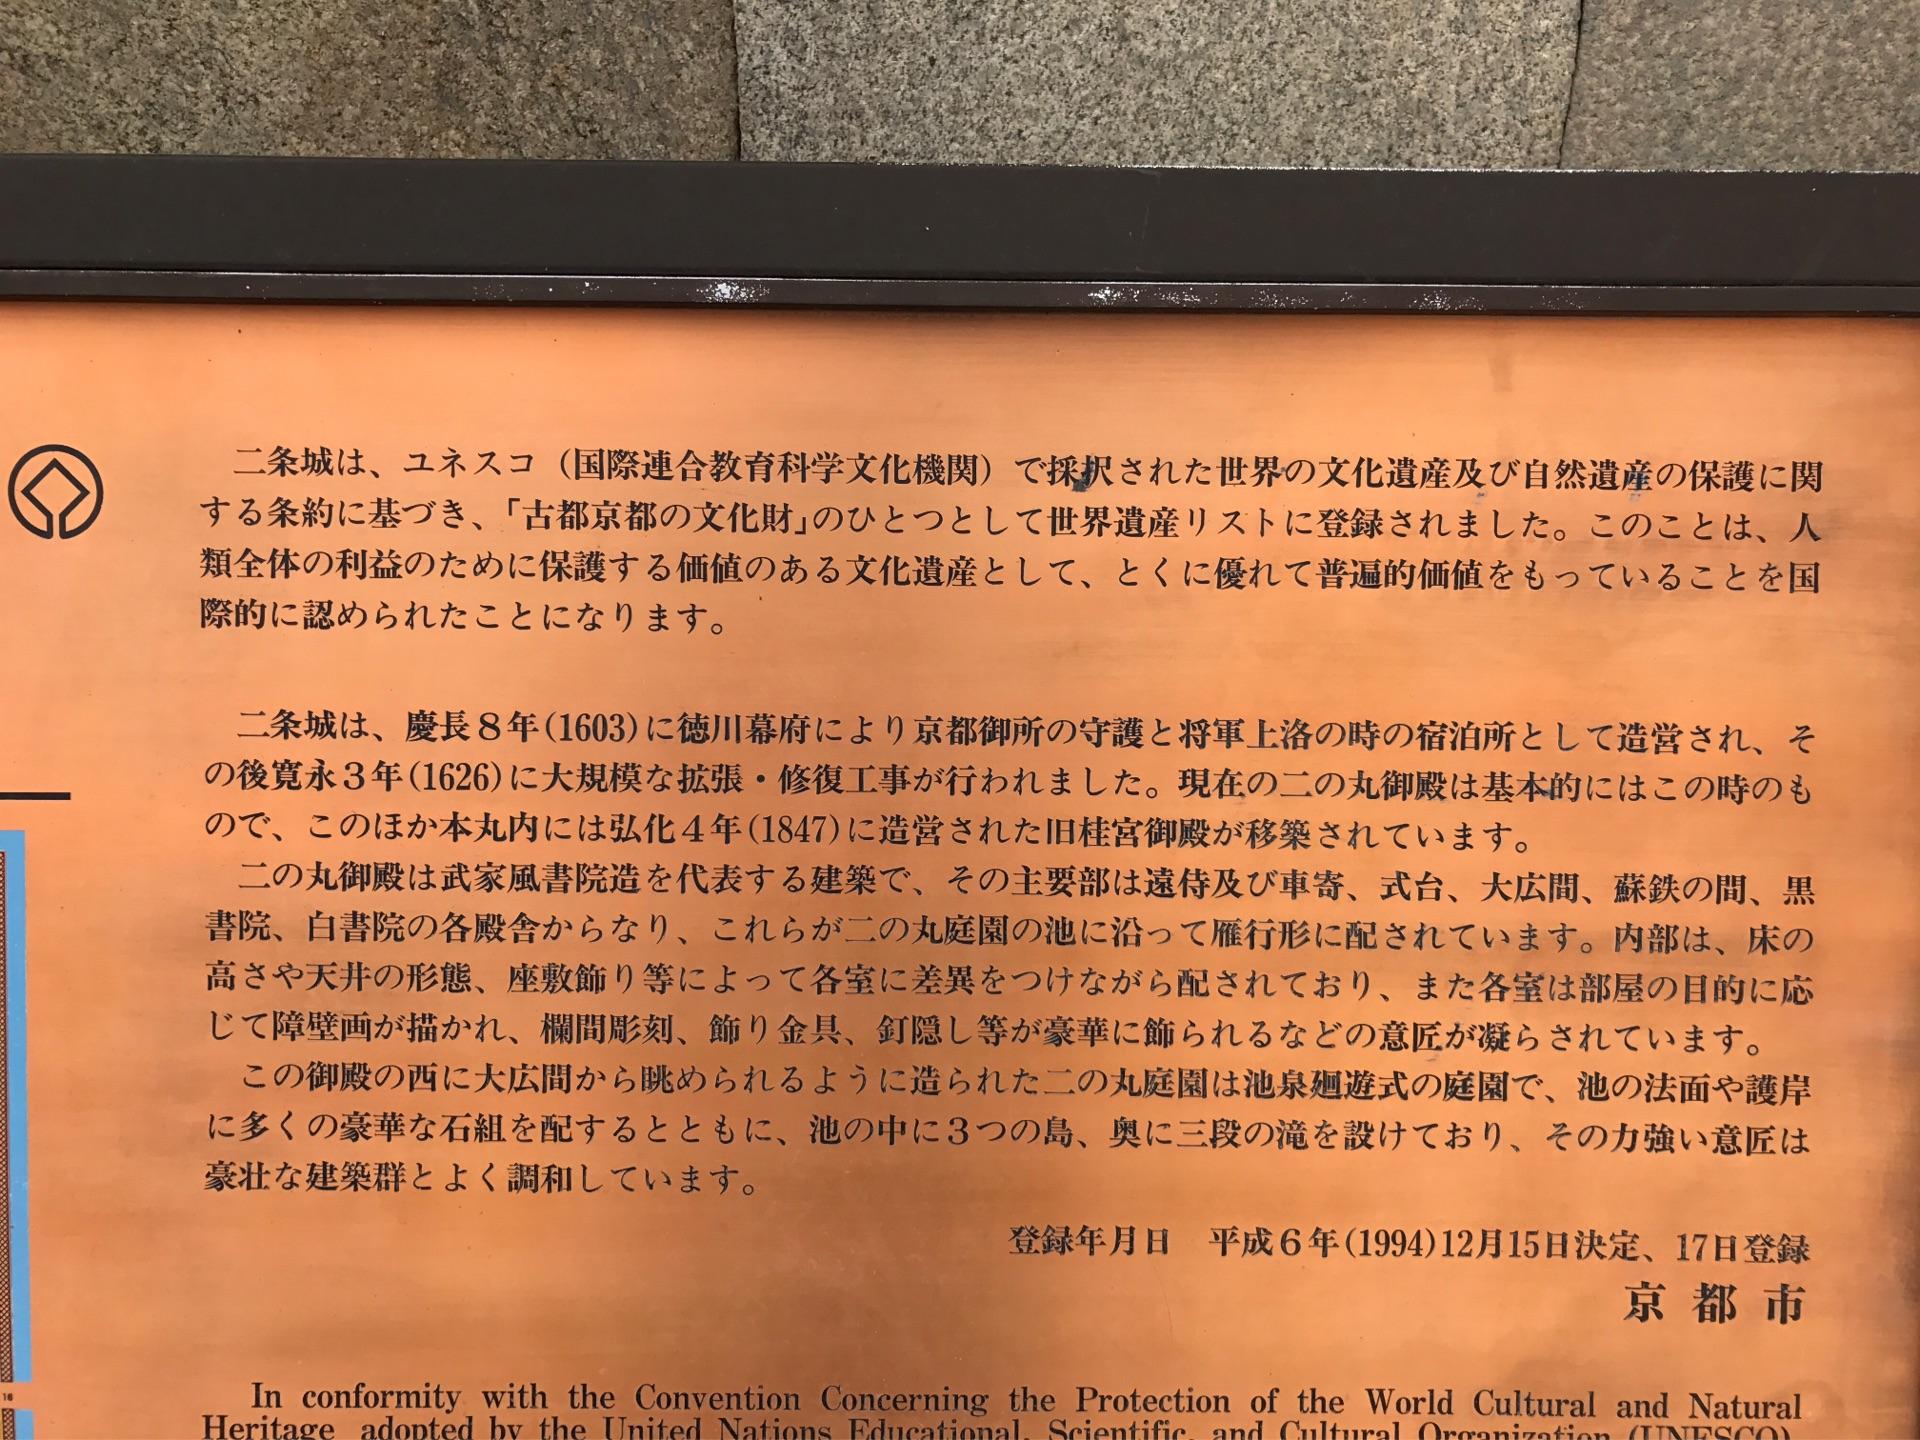 二条城は、ユネスコ（国際連合教育科学文化機関）で採択された世界の文化遺産及び自然遺産の保護に関
する条約に基づき、「古都京都の文化財」のひとつとして世界遺産リストに登録されました。このことは、人
類全体の利益のために保護する価値のある文化遺産として、とくに優れて普遍的価値をもっていることを国
際的に認められたことになります。
二条城は、慶長８年(1603)に徳川幕府により京都御所の守護と将軍上洛の時の宿泊所として造営され、そ
の後寛永３年(1626)に大規模な拡張・修復工事が行われました。現在の二の丸御殿は基本的にはこの時のも
ので、このほか本丸内には弘化４年(1847)に造営された旧桂宮御殿が移築されています。
二の丸御殿は武家風書院造を代表する建築で、その主要部は遠侍及び車寄、式台、大広間、蘇鉄の間、黒
書院、白書院の各殿舎からなり、これらが二の丸庭園の池に沿って雁行形に配されています。内部は、床の
高さや天井の形態、座敷飾り等によって各室に差異をつけながら配されており、また各室は部屋の目的に応
じて障壁画が描かれ、欄間彫刻、飾り金具、釘隠し等が豪華に飾られるなどの意匠が凝らされています。
この御殿の西に大広間から眺められるように造られた二の丸庭園は池泉廻遊式の庭園で、池の法面や護岸
に多くの豪華な石組を配するとともに、池の中に３つの島、奥に三段の滝を設けており、その力強い意匠は
豪壮な建築群とよく調和しています。
登録年月日　平成６年(1994)12月15日決定、17日登録
京都市
In conformity with the Convention Concerning the Protection of the World Cultural and Natural
Heritage adopted by the United Nations Educational, Scientific, and Cultural Organization (UNESCO),
16